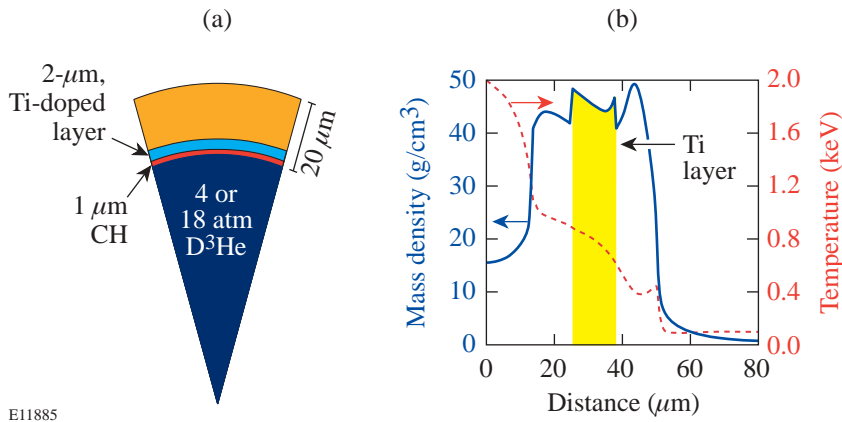 (a)
2-μm,
Ti-doped
layer
20 μm
1 μm
CH
4 or
18 atm
D³He
E11885
(b)
Mass density (g/cm³)
50
40
30
20
10
0
Ti
layer
2.0
1.6
1.2
0.8
0.4
0.0
Temperature (keV)
0 20 40 60 80
Distance (μm)